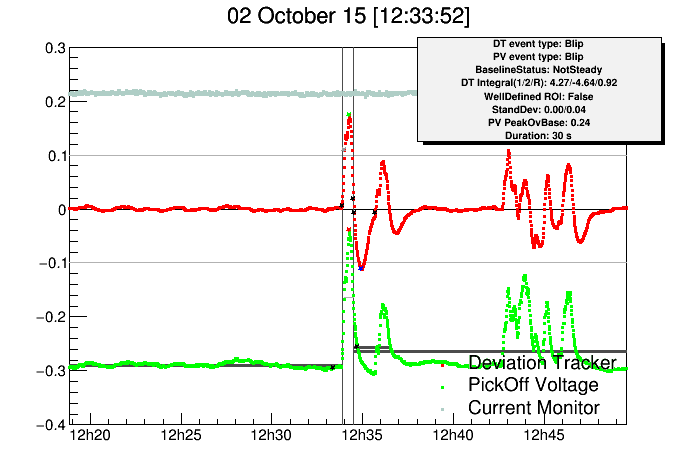 02 October 15 [12:33:52]
DT event type: Blip
PV event type: Blip
BaselineStatus: NotSteady
DT Integral(1/2/R): 4.27/-4.64/0.92
WellDefined ROI: False
StandDev: 0.00/0.04
PV PeakOvBase: 0.24
Duration: 30 s
0.3
0.2
0.1
0
−0.1
−0.2
−0.3
−0.4
Deviation Tracker
PickOff Voltage
Current Monitor
12h20 12h25 12h30 12h35 12h40 12h45